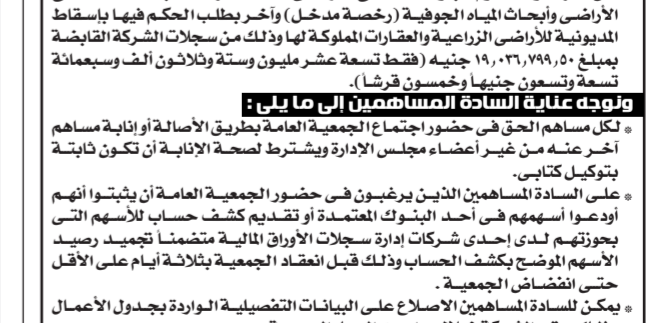 الأراضى وأبحاث المياه الجوفية (رخصة مدخل) وآخر بطلب الحكم فيها بإسقاط
المديونية للأراضى الزراعية والعقارات المملوكة لها وذلك من سجلات الشركة القابضة
بمبلغ ١٩٫٠٣٦٫٧٩٩٫٥٠ جنيه (فقط تسعة عشر مليون وستة وثلاثون ألف وسبعمائة
تسعة وتسعون جنيهاً وخمسون قرشاً).
ونوجه عناية السادة المساهمين إلى ما يلى :
* لكل مساهم الحق فى حضور اجتماع الجمعية العامة بطريق الأصالة أو إنابة مساهم
آخر عنه من غير أعضاء مجلس الإدارة ويشترط لصحة الإنابة أن تكون ثابتة
بتوكيل كتابى.
* على السادة المساهمين الذين يرغبون فى حضور الجمعية العامة أن يثبتوا أنهم
أودعوا أسهمهم فى أحد البنوك المعتمدة أو تقديم كشف حساب للأسهم التى
بحوزتهم لدى إحدى شركات إدارة سجلات الأوراق المالية متضمناً تجميد رصيد
الأسهم الموضح بكشف الحساب وذلك قبل انعقاد الجمعية بثلاثة أيام على الأقل
حتى انفضاض الجمعية .
* يمكن للسادة المساهمين الاصلاع على البيانات التفصيلية الواردة بجدول الأعمال